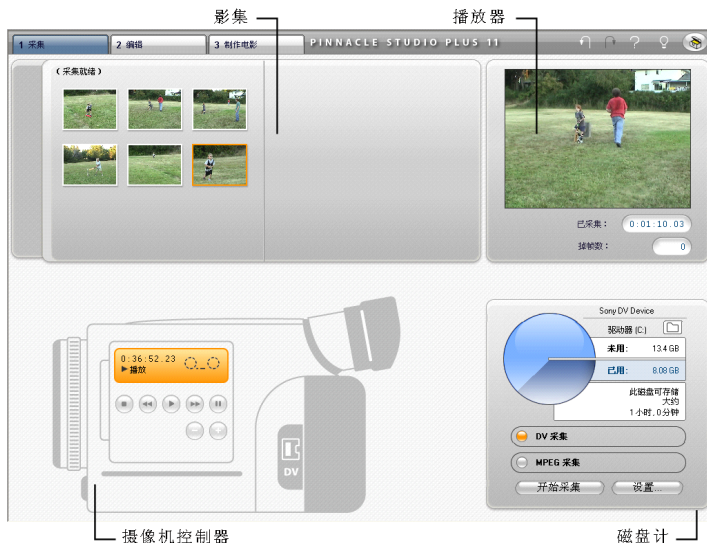 影集
播放器
1 采集
2 编辑
3 制作电影
PINNACLE STUDIO PLUS 11
(采集就绪)
已采集：
0:01:10.03
掉帧数：
0
0:36:52.23
播放
DV
Sony DV Device
驱动器 (C:)
未用:
13.4 GB
已用:
8.08 GB
此磁盘可存储
大约
1小时.0分钟
DV 采集
MPEG 采集
开始采集
设置...
摄像机控制器
磁盘计